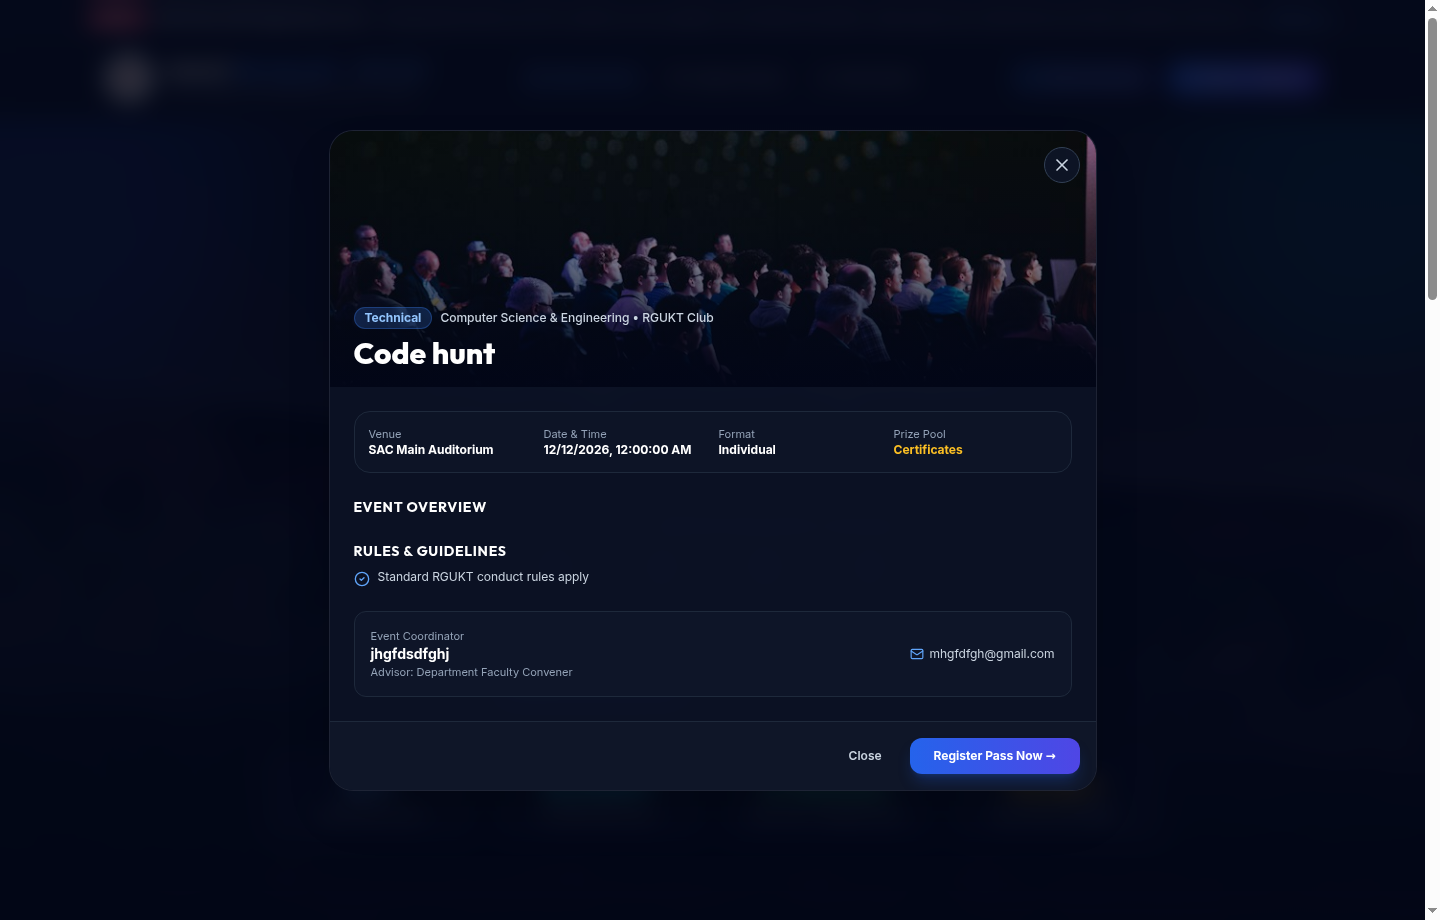 Technical
Computer Science & Engineering • RGUKT Club
Code hunt
Venue
SAC Main Auditorium
Date & Time
12/12/2026, 12:00:00 AM
Format
Individual
Prize Pool
Certificates
EVENT OVERVIEW
RULES & GUIDELINES
Standard RGUKT conduct rules apply
Event Coordinator
jhgfdsdfghj
Advisor: Department Faculty Convener
mhgfdfgh@gmail.com
Close
Register Pass Now →